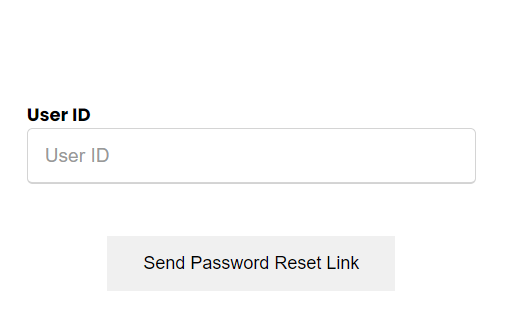 User ID
User ID
Send Password Reset Link